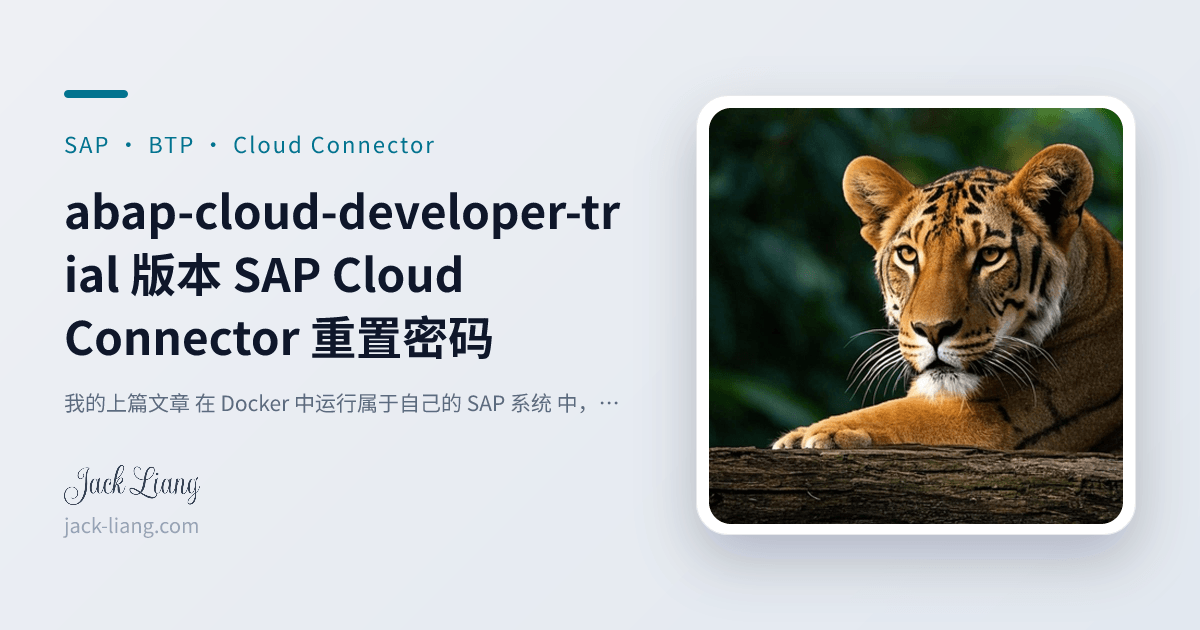 SAP • BTP • Cloud Connector
abap-cloud-developer-tr
ial 版本 SAP Cloud
Connector 重置密码
我的上篇文章 在 Docker 中运行属于自己的 SAP 系统 中，…
Jack Liang
jack-liang.com